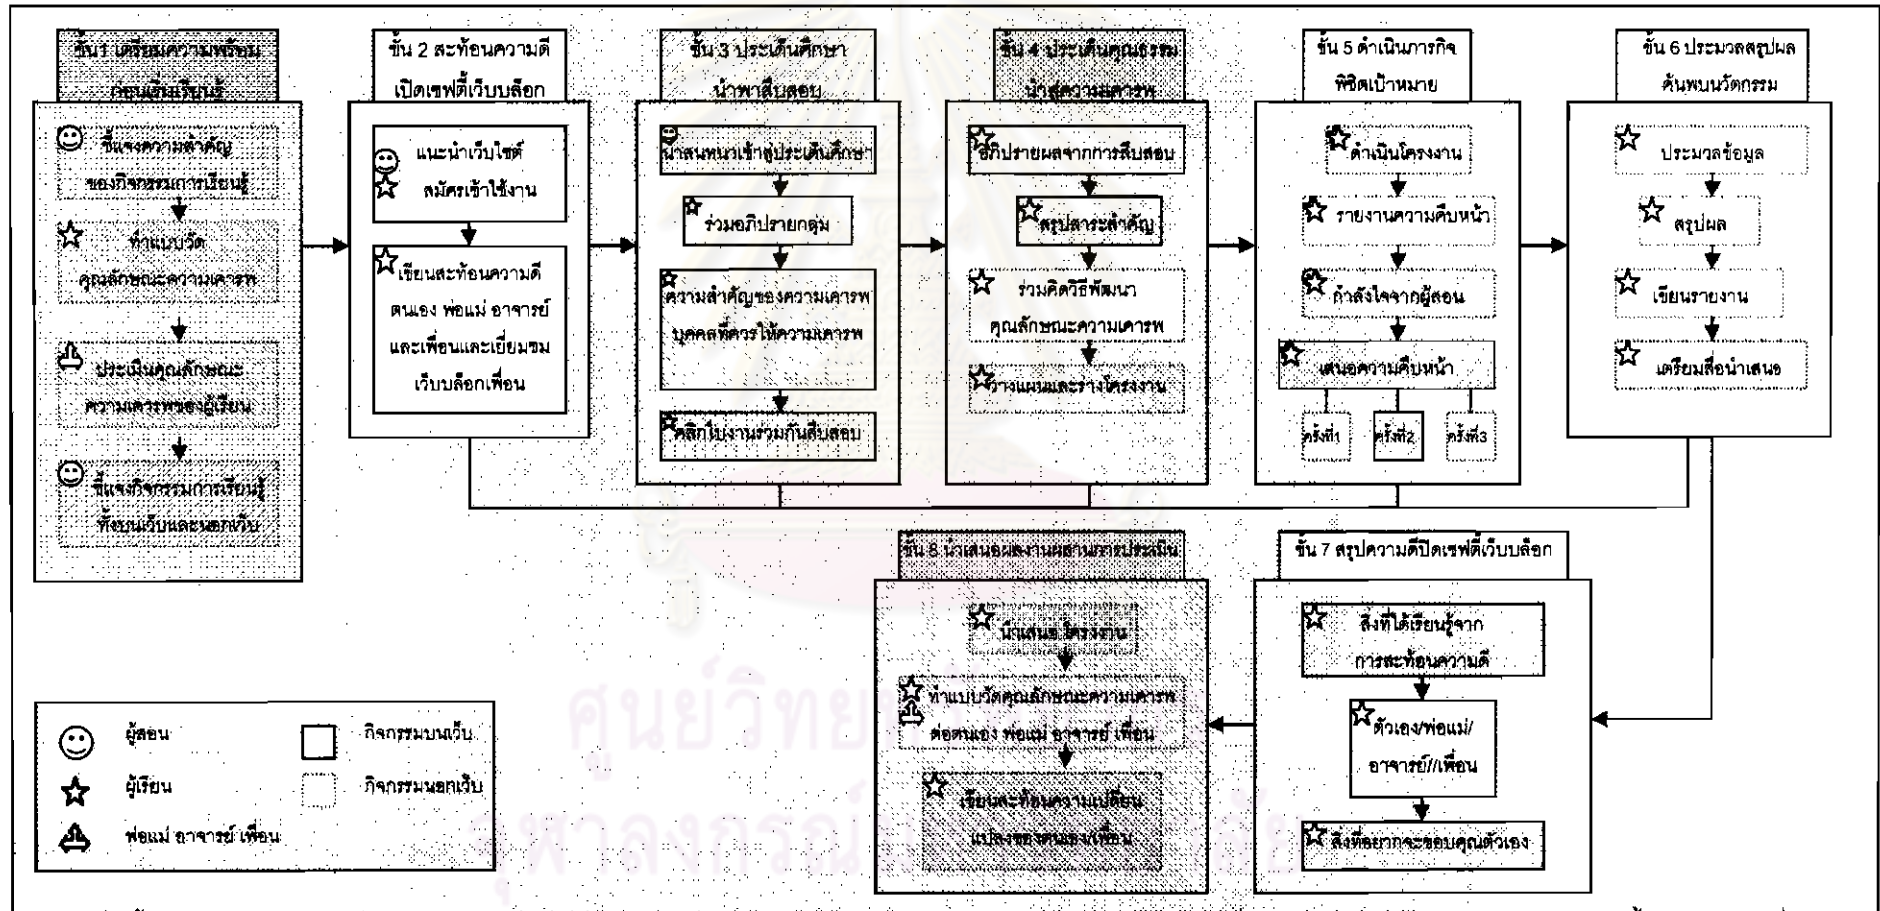 ขั้น1 เตรียมความพร้อม
ก่อนเริ่มเรียนรู้
ชี้แจงความสำคัญ
ของกิจกรรมการเรียนรู้
ทำแบบวัด
คุณลักษณะความเคารพ
ประเมินคุณลักษณะ
ความเคารพของผู้เรียน
ชี้แจงกิจกรรมการเรียนรู้
ทั้งบนเว็บและนอกเว็บ
ขั้น 2 สะท้อนความดี
เปิดเซฟตี้เว็บบล็อก
แนะนำเว็บไซต์
สมัครเข้าใช้งาน
เขียนสะท้อนความดี
ตนเอง พ่อแม่ อาจารย์
และเพื่อนและเยี่ยมชม
เว็บบล็อกเพื่อน
ขั้น 3 ประเด็นศึกษา
นำพาสืบสอบ
นำสนทนาเข้าสู่ประเด็นศึกษา
ร่วมอภิปรายกลุ่ม
ความสำคัญของความเคารพ
บุคคลที่ควรให้ความเคารพ
คลิกใบงานร่วมกันสืบสอบ
ขั้น 4 ประเด็นคุณธรรม
นำสู่ความเคารพ
อภิปรายผลจากการสืบสอบ
สรุปสาระสำคัญ
ร่วมคิดวิธีพัฒนา
คุณลักษณะความเคารพ
วางแผนและร่างโครงงาน
ขั้น 5 ดำเนินภารกิจ
พิชิตเป้าหมาย
ดำเนินโครงงาน
รายงานความคืบหน้า
กำลังใจจากผู้สอน
เสนอความคืบหน้า
ครั้งที่1
ครั้งที่2
ครั้งที่3
ขั้น 6 ประมวลสรุปผล
ค้นพบนวัตกรรม
ประมวลข้อมูล
สรุปผล
เขียนรายงาน
เตรียมสื่อนำเสนอ
ขั้น 8 นำเสนอผลงานผสานการประเมิน
นำเสนอ โครงงาน
ทำแบบวัดคุณลักษณะความเคารพ
ต่อตนเอง พ่อแม่ อาจารย์ เพื่อน
เขียนสะท้อนความเปลี่ยน
แปลงของตนเอง/เพื่อน
ขั้น 7 สรุปความดีปิดเซฟตี้เว็บบล็อก
สิ่งที่ได้เรียนรู้จาก
การสะท้อนความดี
ตัวเอง/พ่อแม่/
อาจารย์//เพื่อน
สิ่งที่อยากจะขอบคุณตัวเอง
ผู้สอน
กิจกรรมบนเว็บ
ผู้เรียน
กิจกรรมนอกเว็บ
พ่อแม่ อาจารย์ เพื่อน